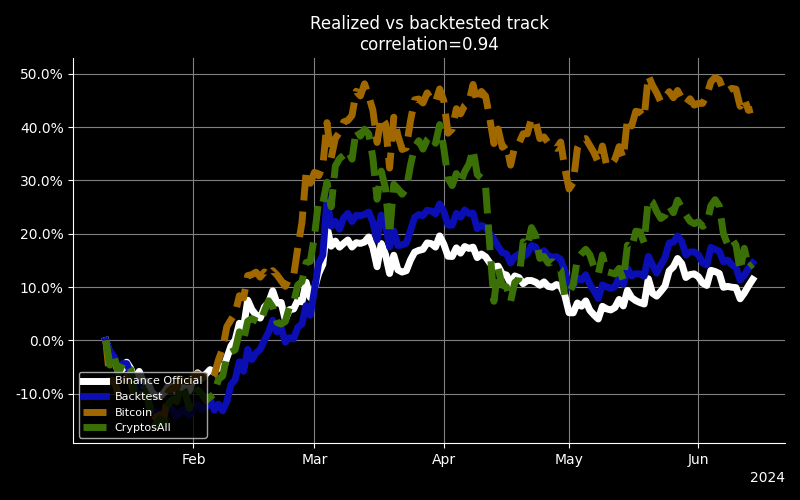 Realized vs backtested track
correlation=0.94
50.0%
40.0%
30.0%
20.0%
10.0%
0.0%
-10.0%
Binance Official
Backtest
Bitcoin
CryptosAll
Feb
Mar
Apr
May
Jun
2024